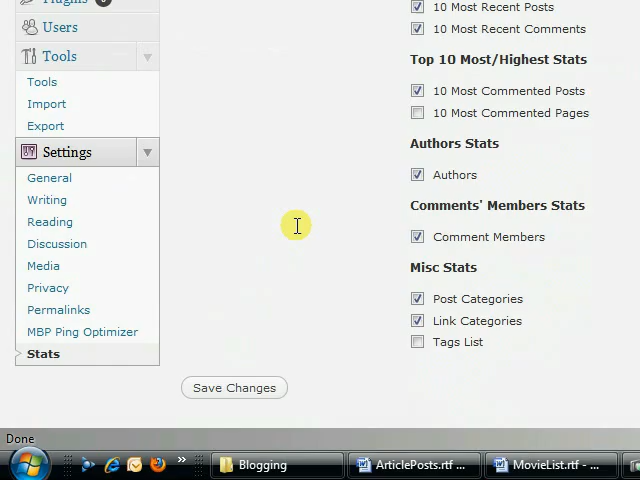 Plugins
Users
Tools
Tools
Import
Export
Settings
General
Writing
Reading
Discussion
Media
Privacy
Permalinks
MBP Ping Optimizer
Stats
10 Most Recent Posts
10 Most Recent Comments
Top 10 Most/Highest Stats
10 Most Commented Posts
10 Most Commented Pages
Authors Stats
Authors
Comments' Members Stats
Comment Members
Misc Stats
Post Categories
Link Categories
Tags List
Save Changes
Done
» Blogging ArticlePosts.rtf ... MovieList.rtf - ...